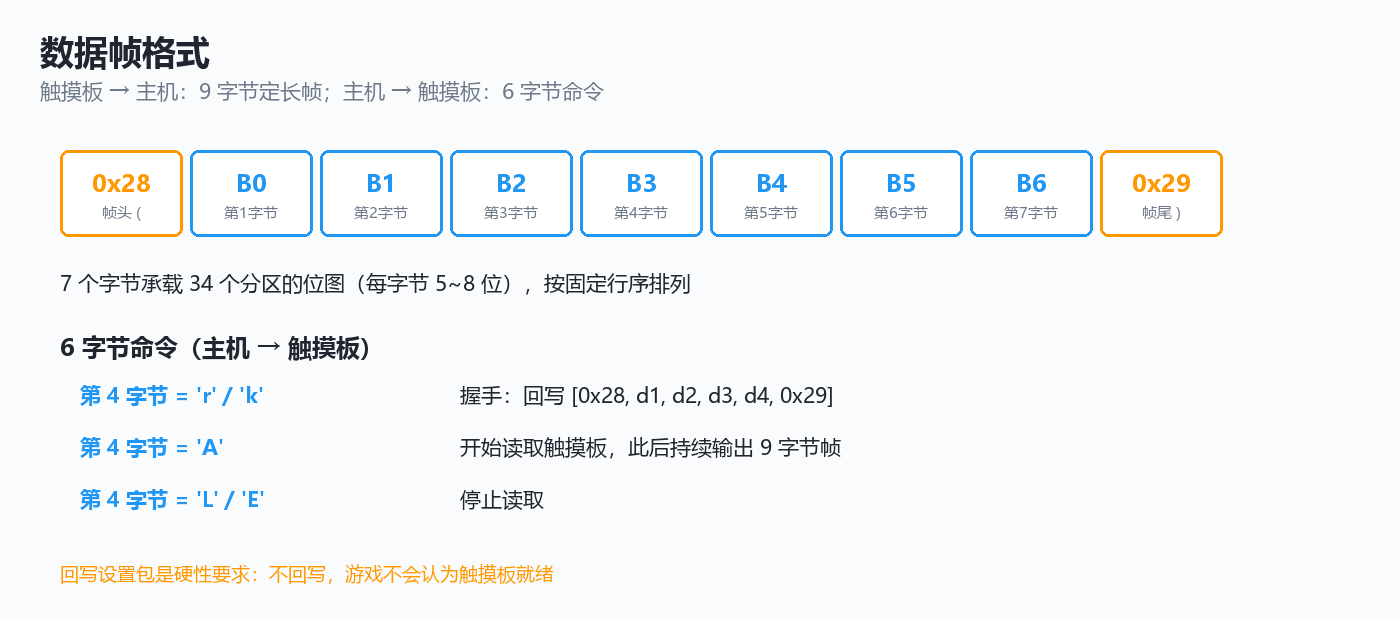 数据帧格式
触摸板 → 主机：9 字节定长帧；主机 → 触摸板：6 字节命令
0x28 B0 B1 B2 B3 B4 B5 B6 0x29
帧头 ( 第1字节 第2字节 第3字节 第4字节 第5字节 第6字节 第7字节 帧尾 )
7 个字节承载 34 个分区的位图（每字节 5~8 位），按固定行序排列
6 字节命令（主机 → 触摸板）
第 4 字节 = 'r' / 'k' 握手：回写 [0x28, d1, d2, d3, d4, 0x29]
第 4 字节 = 'A' 开始读取触摸板，此后持续输出 9 字节帧
第 4 字节 = 'L' / 'E' 停止读取
回写设置包是硬性要求：不回写，游戏不会认为触摸板就绪